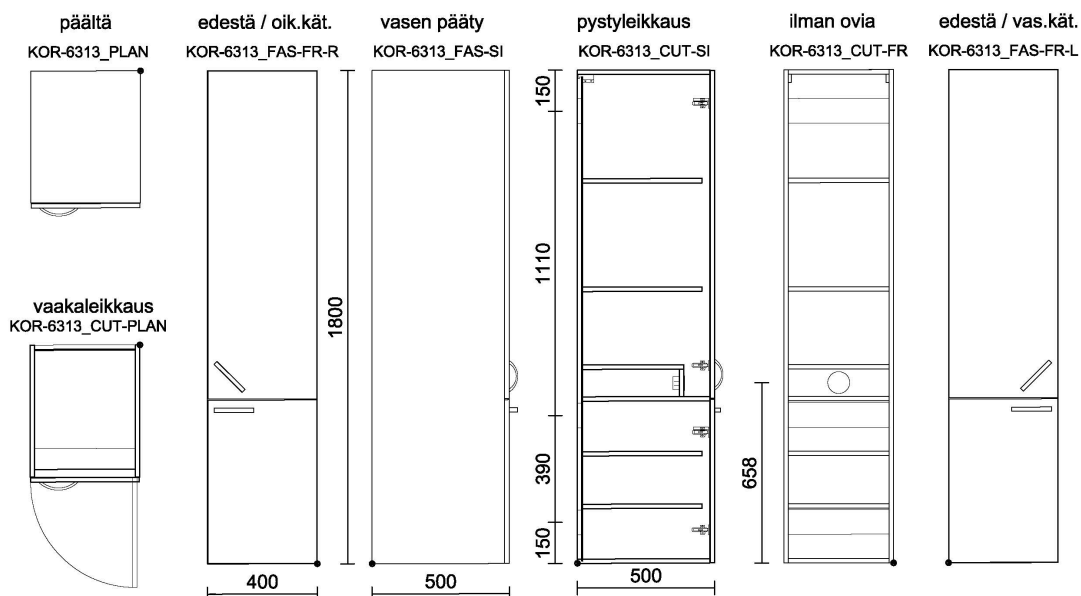 päältä
KOR-6313_PLAN
edestä / oik.kät.
KOR-6313_FAS-FR-R
vasen pääty
KOR-6313_FAS-SI
pystyleikkaus
KOR-6313_CUT-SI
ilman ovia
KOR-6313_CUT-FR
edestä / vas.kät.
KOR-6313_FAS-FR-L
vaakaleikkaus
KOR-6313_CUT-PLAN
1800
150
1110
390
150
658
400
500
500